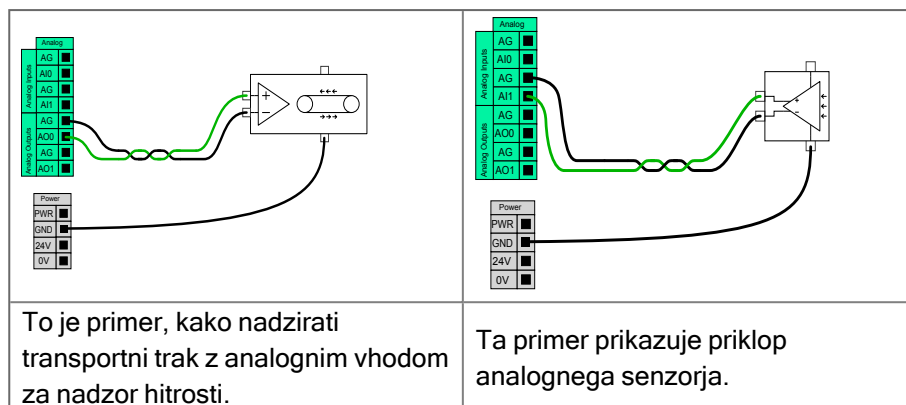 Analog
AG
AI0
AG
AI1
AG
AO0
AG
AO1
Analog Inputs
Analog Outputs
Power
PWR
GND
24V
0V
To je primer, kako nadzirati
transportni trak z analognim vhodom
za nadzor hitrosti.
Analog
AG
AI0
AG
AI1
AG
AO0
AG
AO1
Analog Inputs
Analog Outputs
Power
PWR
GND
24V
0V
Ta primer prikazuje priklop
analognega senzorja.